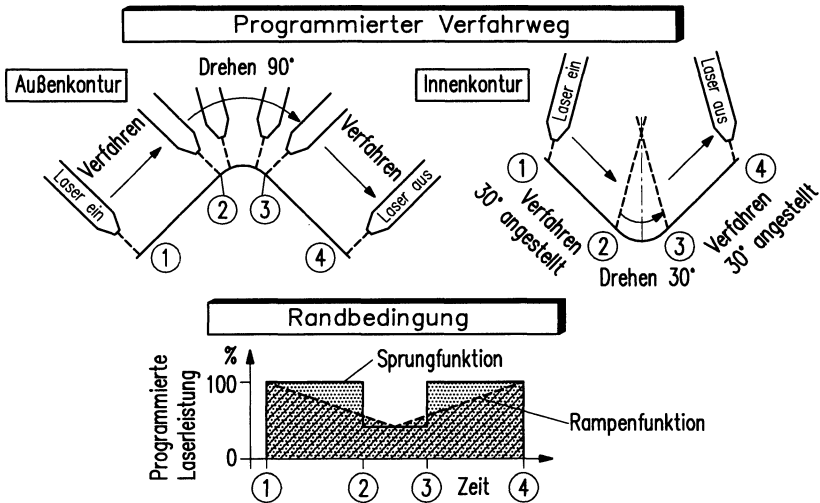 Programmierter Verfahrweg
Außenkontur
Drehen 90°
Verfahren
Verfahren
Laser ein
Laser aus
1
2
3
4
Innenkontur
Laser ein
Laser aus
1
4
Verfahren
30° angestellt
2
3
Verfahren
30° angestellt
Drehen 30°
Randbedingung
Programmierte
Laserleistung
%
100
0
Sprungfunktion
Rampenfunktion
1
2
3
Zeit
4